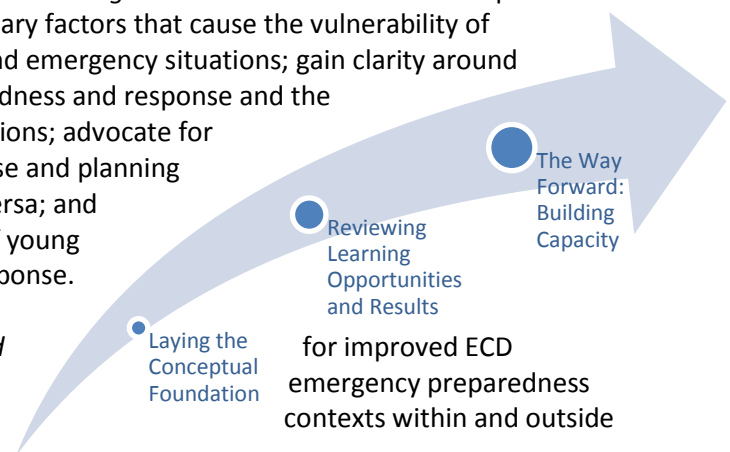 ary factors that cause the vulnerability of
emergency situations; gain clarity around
dness and response and the
ions; advocate for
se and planning
ersa; and
young
ponse.
The Way
Forward:
Building
Capacity
Reviewing
Learning
Opportunities
and Results
Laying the
Conceptual
Foundation
for improved ECD
emergency preparedness
contexts within and outside